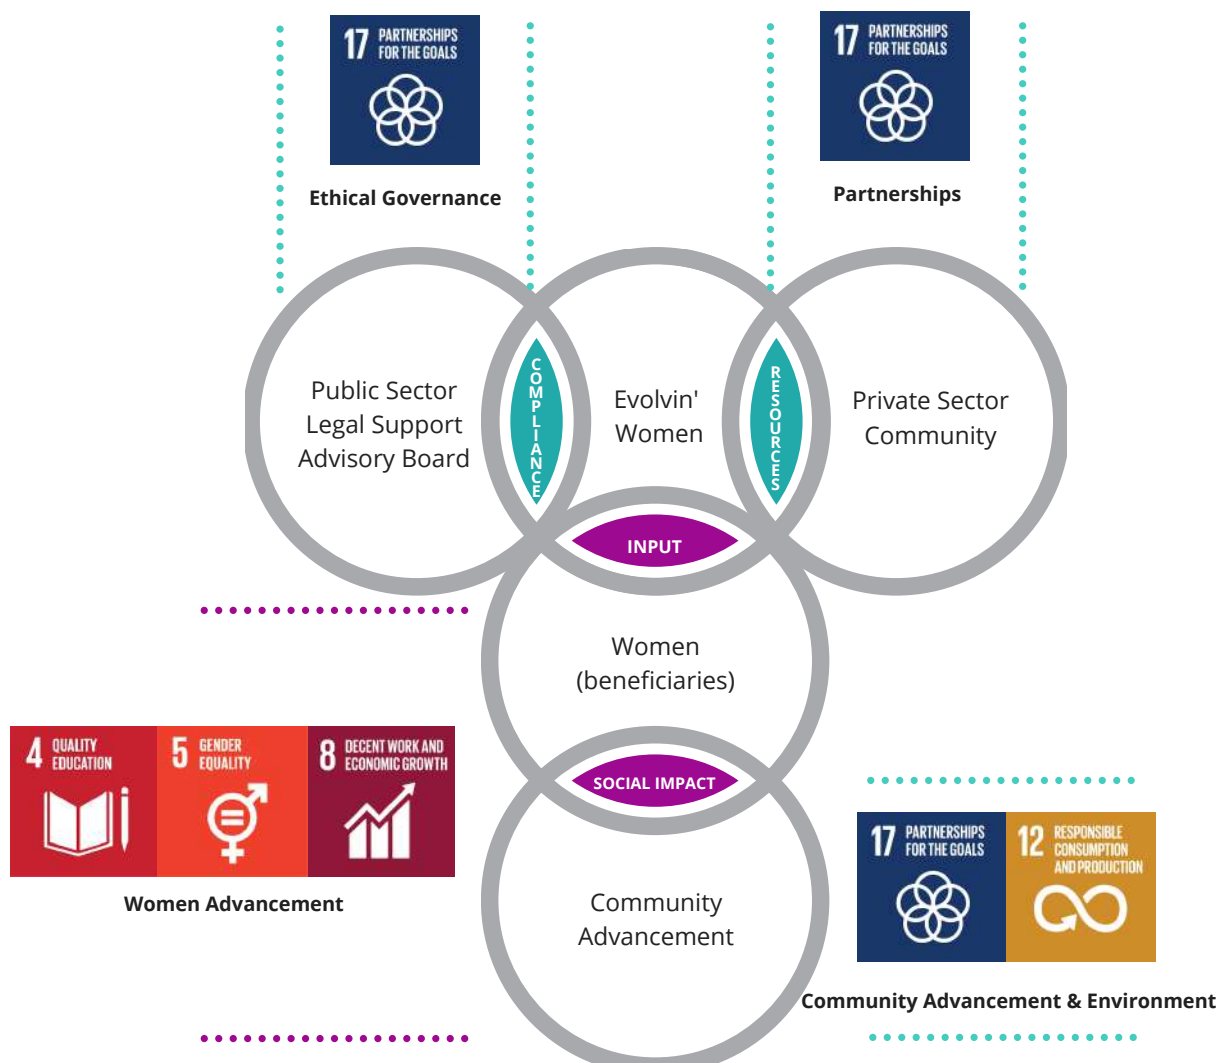 17 PARTNERSHIPS
FOR THE GOALS
Ethical Governance
17 PARTNERSHIPS
FOR THE GOALS
Partnerships
Public Sector
Legal Support
Advisory Board
COMPLIANCE
Evolvin'
Women
RESOURCES
Private Sector
Community
INPUT
Women
(beneficiaries)
4 QUALITY
EDUCATION
5 GENDER
EQUALITY
8 DECENT WORK AND
ECONOMIC GROWTH
Women Advancement
SOCIAL IMPACT
Community
Advancement
17 PARTNERSHIPS
FOR THE GOALS
12 RESPONSIBLE
CONSUMPTION
AND PRODUCTION
Community Advancement & Environment